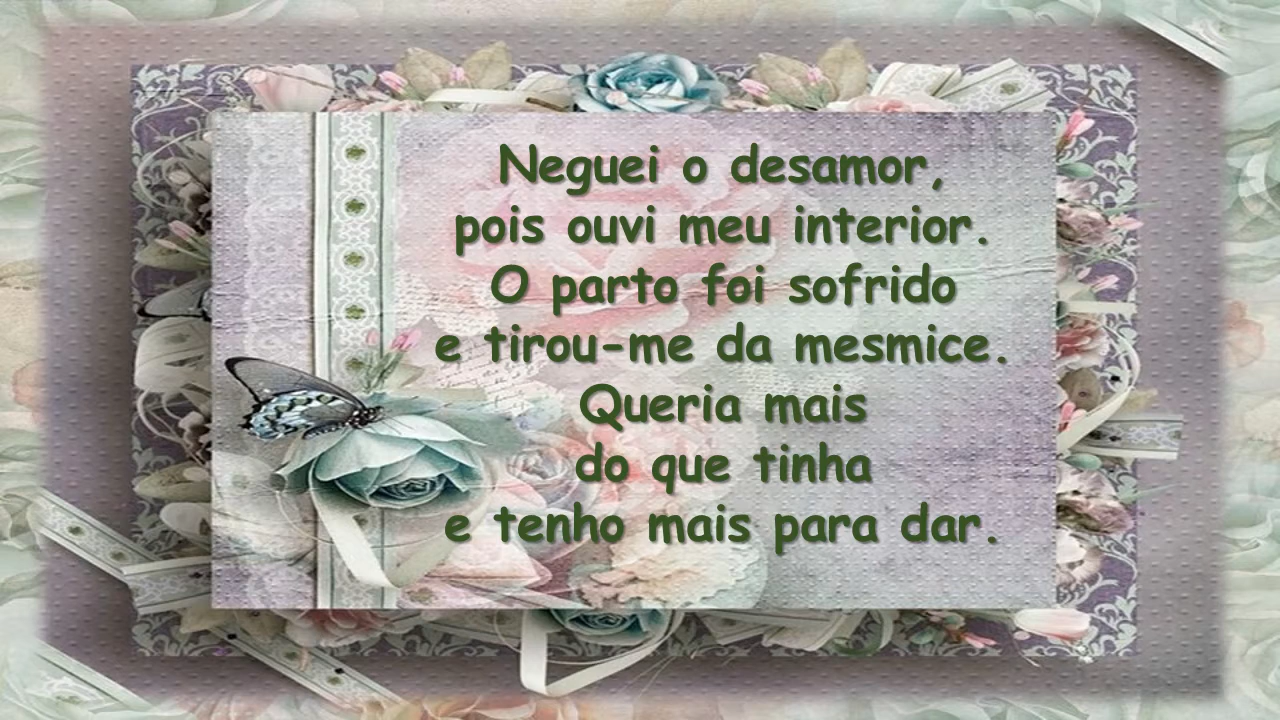 Neguei o desamor,
pois ouvi meu interior.
O parto foi sofrido
e tirou-me da mesmice.
Queria mais
do que tinha
e tenho mais para dar.